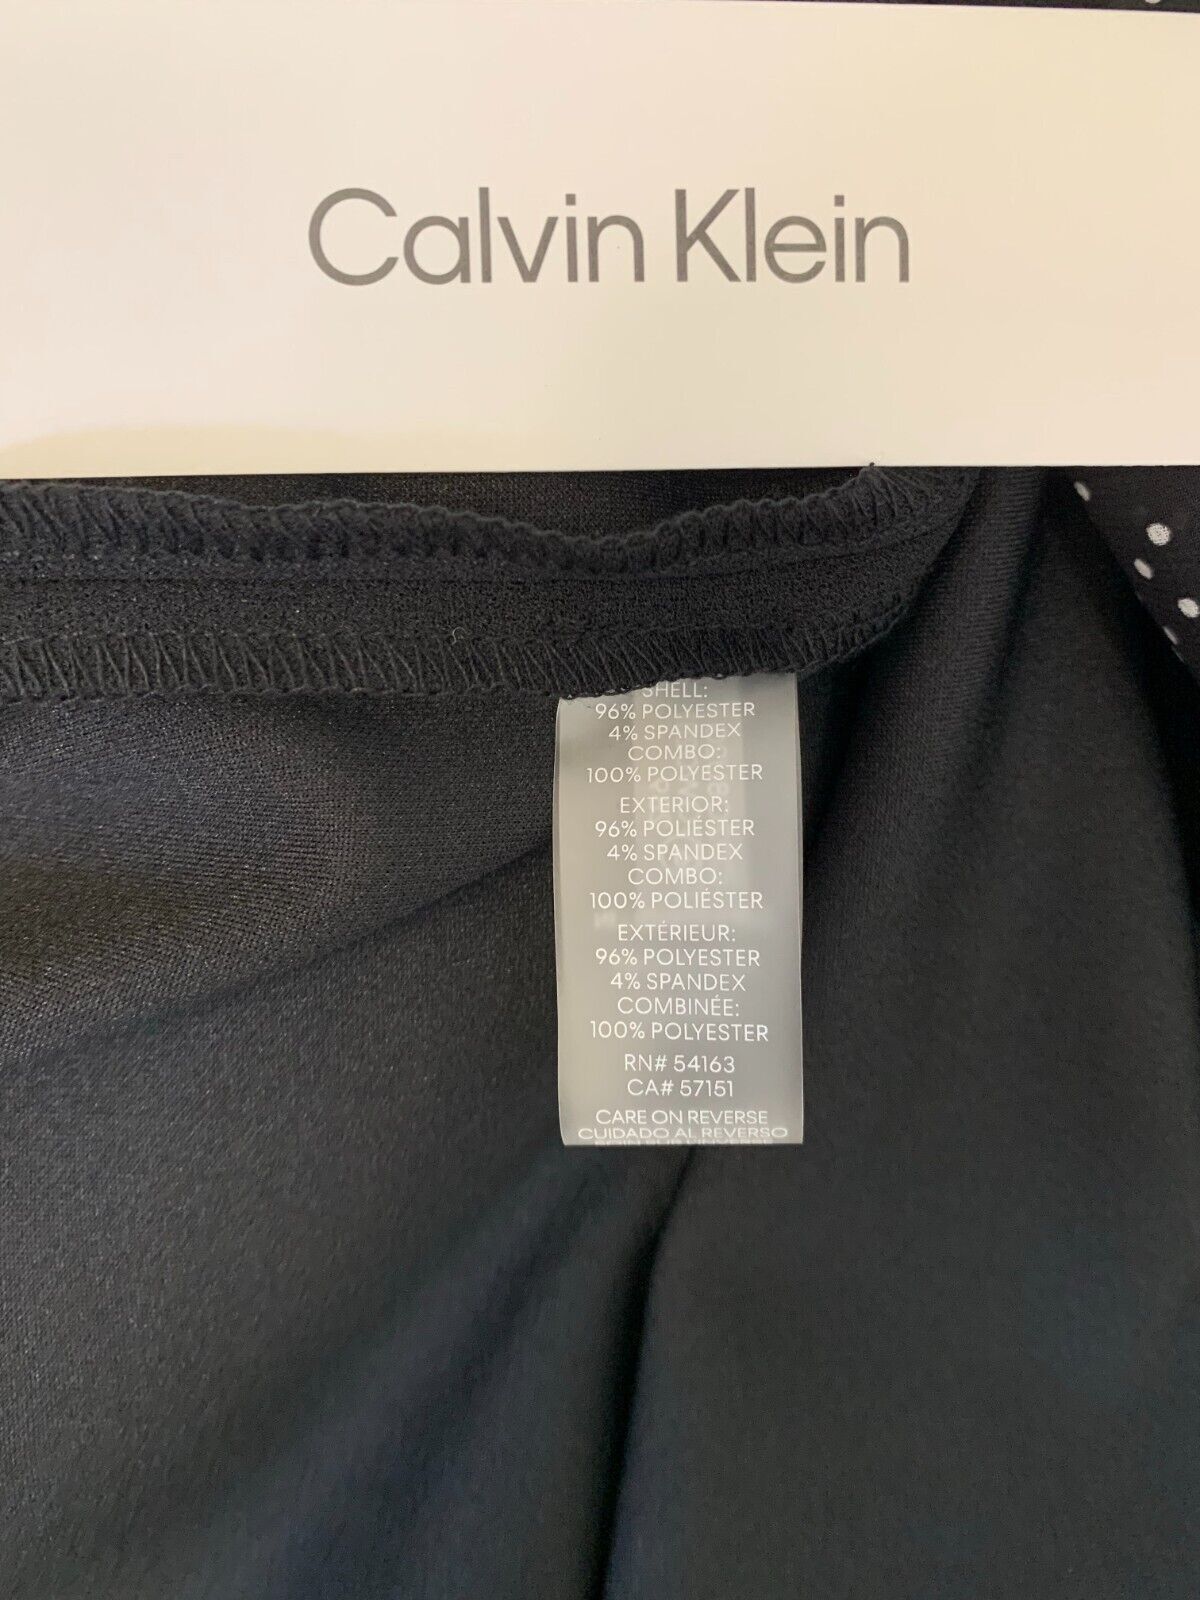 Calvin Klein
SHELL:
96% POLYESTER
4% SPANDEX
COMBO:
100% POLYESTER
EXTERIOR:
96% POLIÉSTER
4% SPANDEX
COMBO:
100% POLIÉSTER
EXTÉRIEUR:
96% POLYESTER
4% SPANDEX
COMBINÉE:
100% POLYESTER
RN# 54163
CA# 57151
CARE ON REVERSE
CUIDADO AL REVERSO